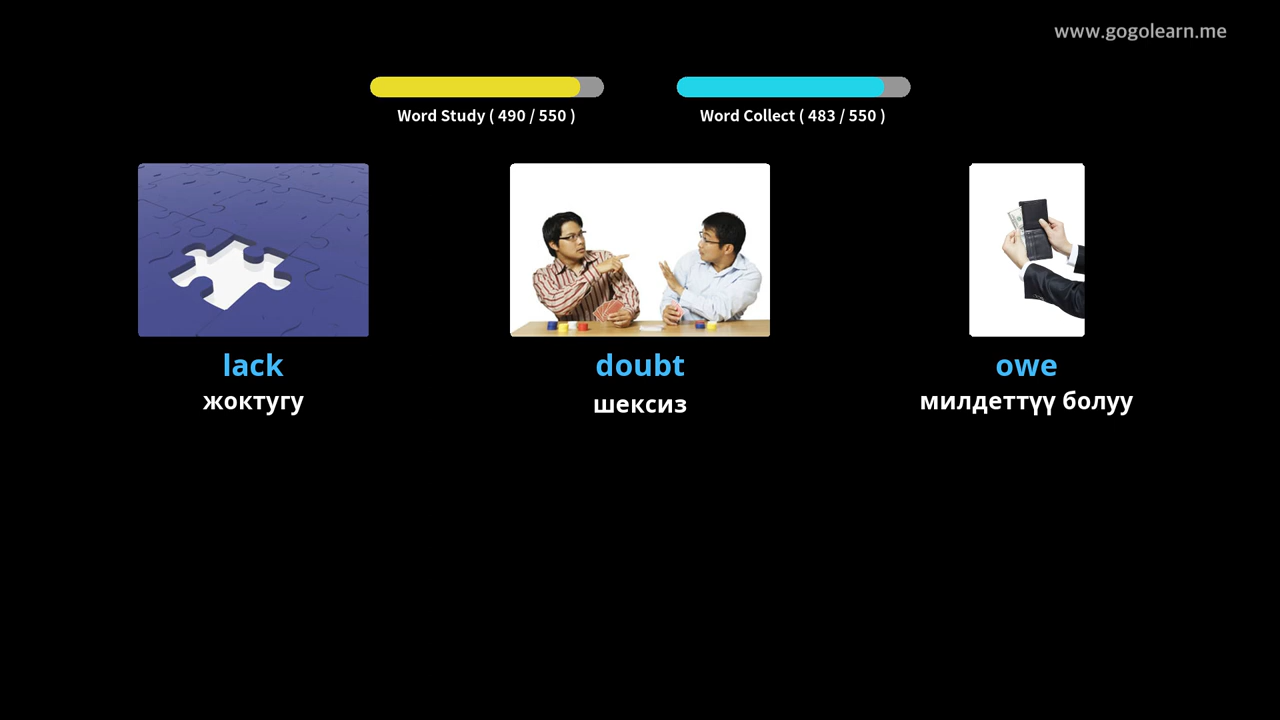 www.gogolearn.me
Word Study ( 490 / 550 )
Word Collect ( 483 / 550 )
lack
жоктугу
doubt
шексиз
owe
милдеттүү болуу